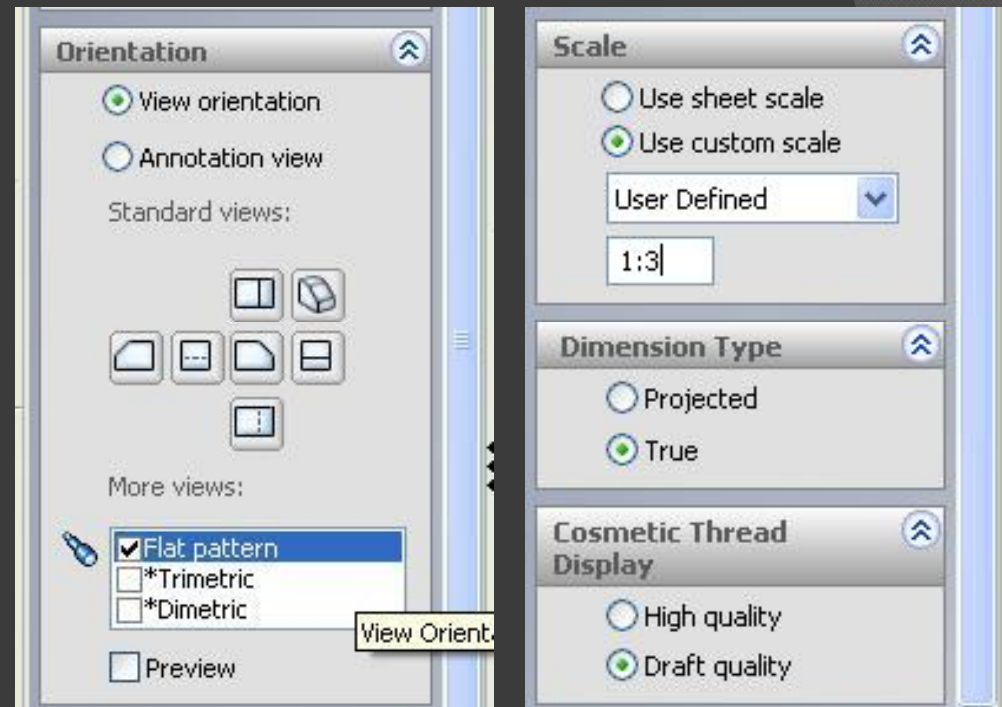 Orientation
View orientation
Annotation view
Standard views:
More views:
Flat pattern
*Trimetric
*Dimetric
View Orient
Preview
Scale
Use sheet scale
Use custom scale
User Defined
1:3
Dimension Type
Projected
True
Cosmetic Thread
Display
High quality
Draft quality